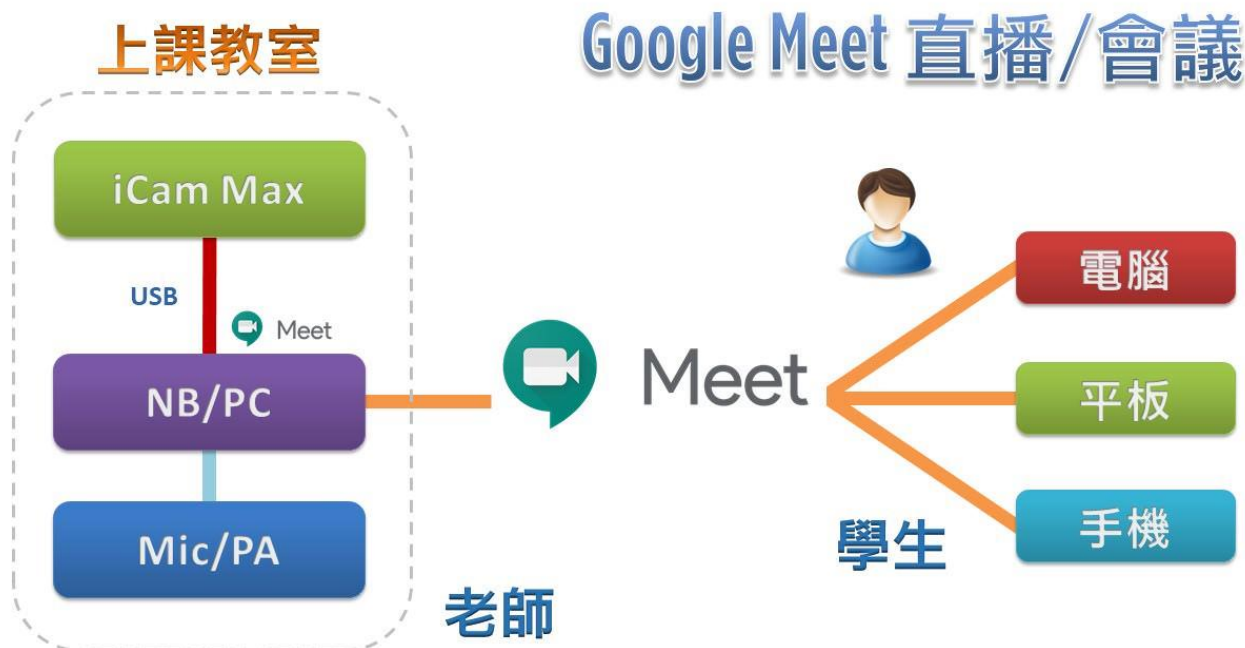 上課教室
Google Meet 直播/會議
iCam Max
USB
Meet
NB/PC
Mic/PA
老師
Meet
學生
電腦
平板
手機